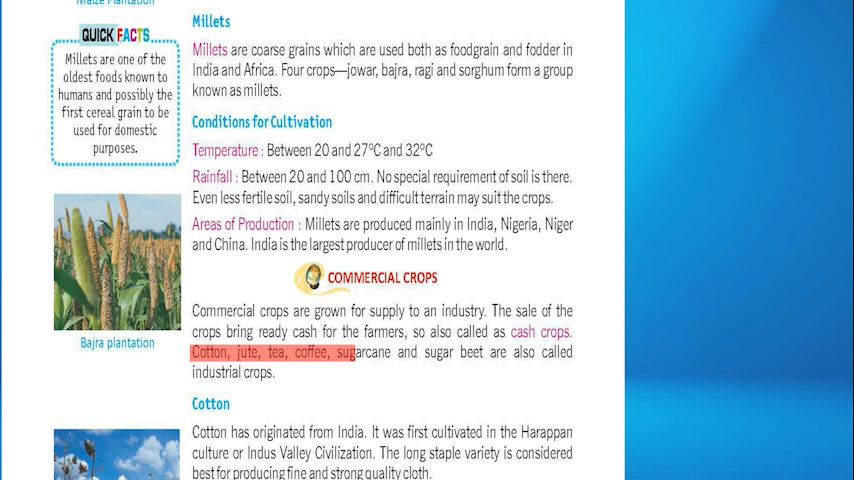 Maize Plantation
QUICK FACTS
Millets are one of the
oldest foods known to
humans and possibly the
first cereal grain to be
used for domestic
purposes.
Bajra plantation
Millets
Millets are coarse grains which are used both as foodgrain and fodder in
India and Africa. Four crops—jowar, bajra, ragi and sorghum form a group
known as millets.
Conditions for Cultivation
Temperature : Between 20 and 27°C and 32°C
Rainfall : Between 20 and 100 cm. No special requirement of soil is there.
Even less fertile soil, sandy soils and difficult terrain may suit the crops.
Areas of Production : Millets are produced mainly in India, Nigeria, Niger
and China. India is the largest producer of millets in the world.
COMMERCIAL CROPS
Commercial crops are grown for supply to an industry. The sale of the
crops bring ready cash for the farmers, so also called as cash crops.
Cotton, jute, tea, coffee, sugarcane and sugar beet are also called
industrial crops.
Cotton
Cotton has originated from India. It was first cultivated in the Harappan
culture or Indus Valley Civilization. The long staple variety is considered
best for producing fine and strong quality cloth.